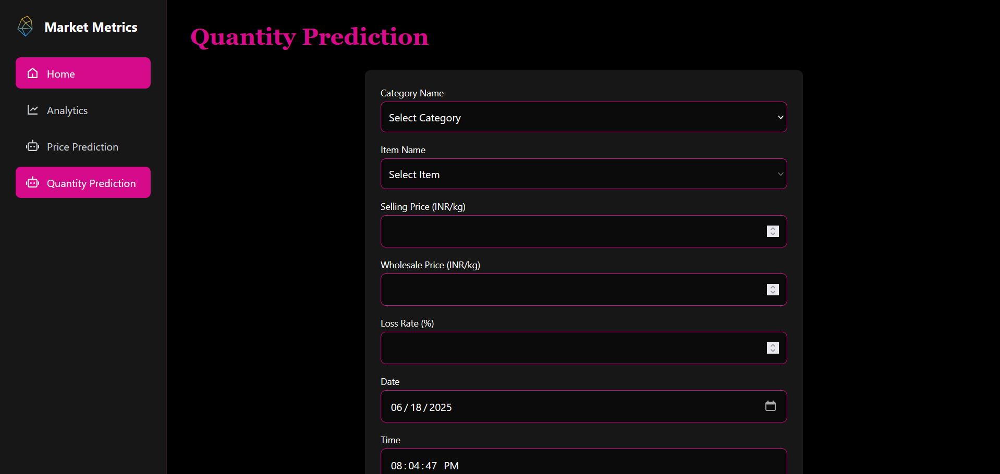 Market Metrics
Home
Analytics
Price Prediction
Quantity Prediction
Quantity Prediction
Category Name
Select Category
Item Name
Select Item
Selling Price (INR/kg)
Wholesale Price (INR/kg)
Loss Rate (%)
Date
06/18/2025
Time
08:04:47 PM